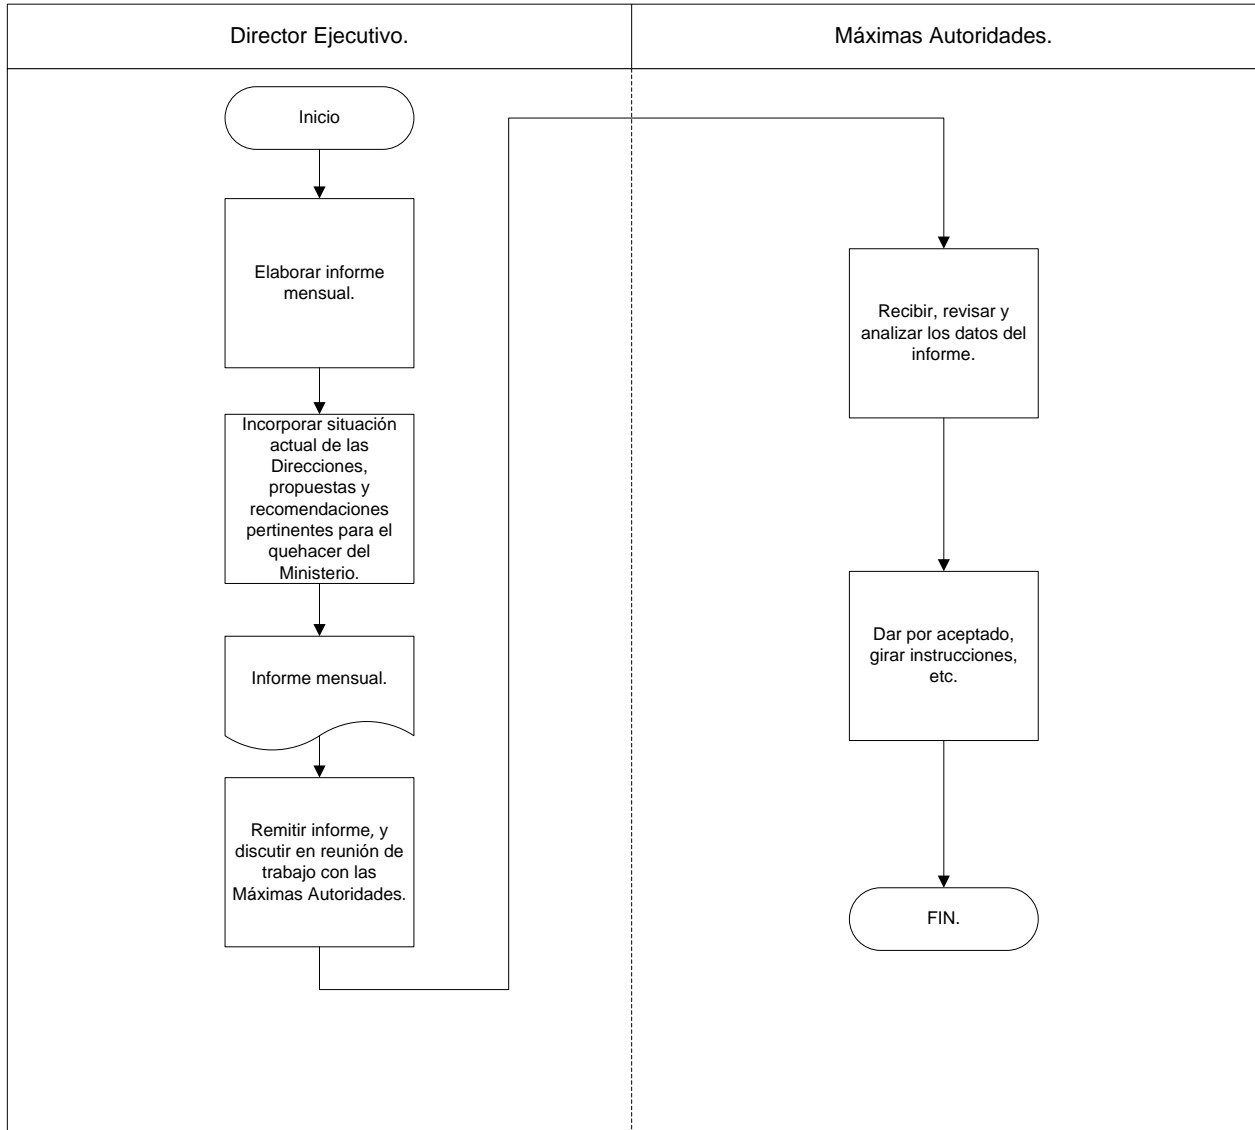 Director Ejecutivo.
Máximas Autoridades.
Inicio
Elaborar informe
mensual.
Incorporar situación
actual de las
Direcciones,
propuestas y
recomendaciones
pertinentes para el
quehacer del
Ministerio.
Informe mensual.
Remitir informe, y
discutir en reunión de
trabajo con las
Máximas Autoridades.
Recibir, revisar y
analizar los datos del
informe.
Dar por aceptado,
girar instrucciones,
etc.
FIN.